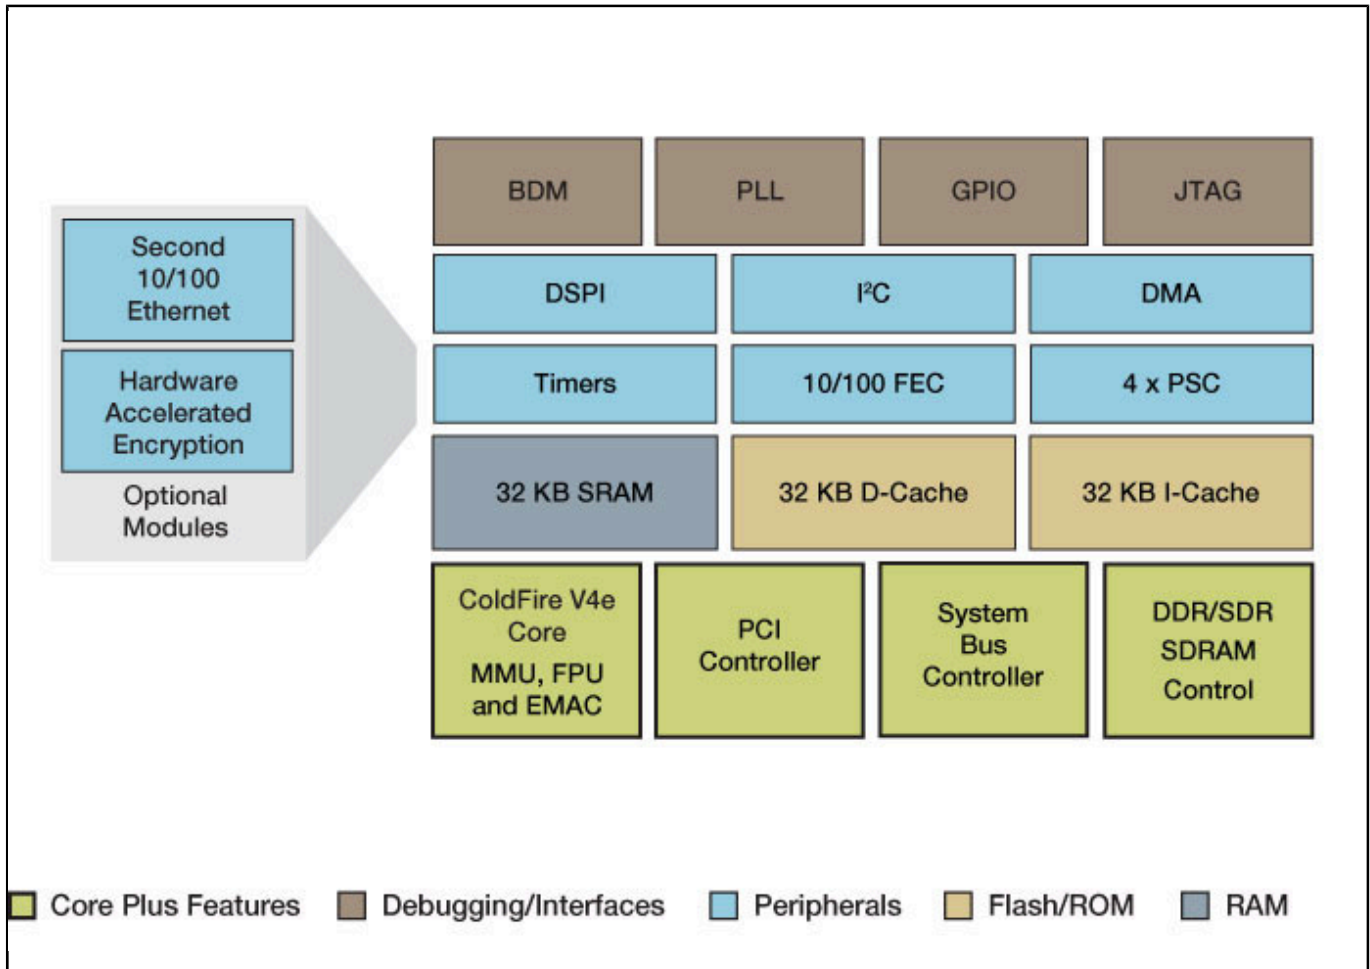 BDM
PLL
GPIO
JTAG
Second
10/100
Ethernet
Hardware
Accelerated
Encryption
Optional
Modules
DSPI
I²C
DMA
Timers
10/100 FEC
4 x PSC
32 KB SRAM
32 KB D-Cache
32 KB I-Cache
ColdFire V4e
Core
MMU, FPU
and EMAC
PCI
Controller
System
Bus
Controller
DDR/SDR
SDRAM
Control
Core Plus Features
Debugging/Interfaces
Peripherals
Flash/ROM
RAM